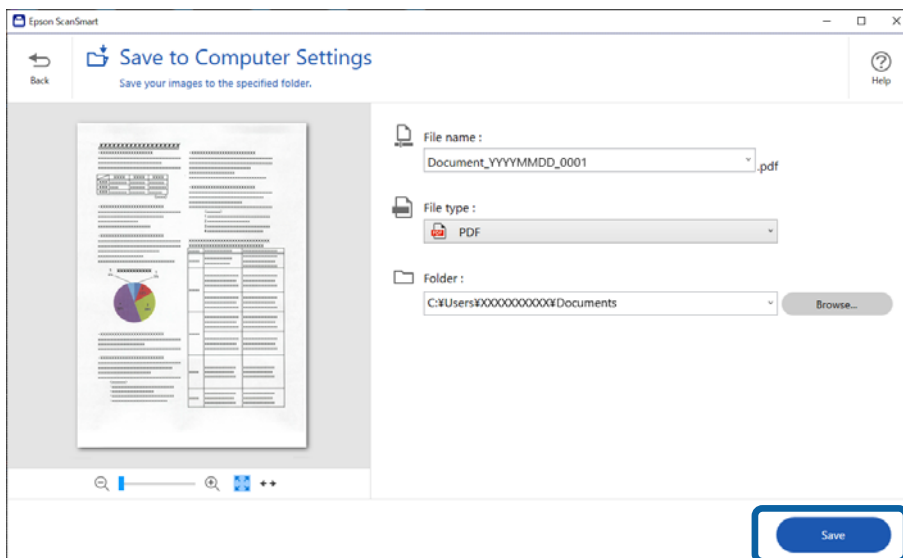 Epson ScanSmart
Back
Save to Computer Settings
Save your images to the specified folder.
Help
File name :
Document_YYYYMMDD_0001
.pdf
File type :
PDF
Folder :
C:¥Users¥XXXXXXXXXX¥Documents
Browse...
Save